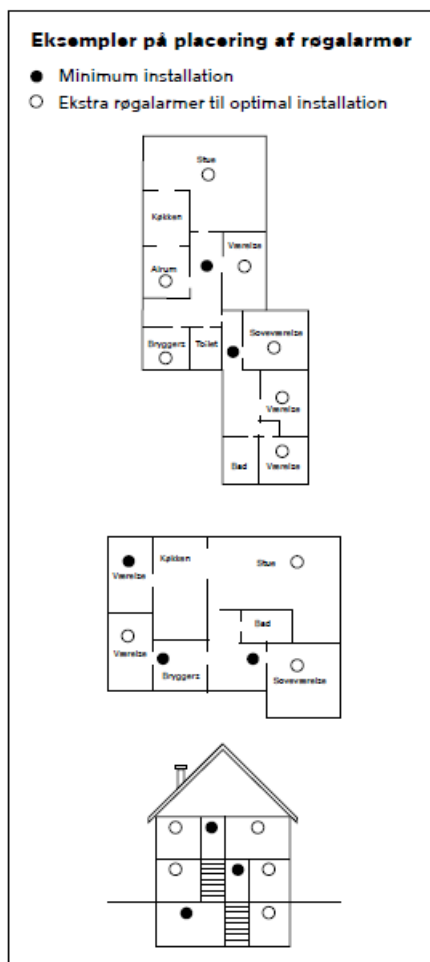 Eksempler på placering af røgalarmer
Minimum installation
Ekstra røgalarmer til optimal installation
Stue
Køkken
Værelse
Alrum
Soveværelse
Bryggers
Toilet
Værelse
Bad
Værelse
Køkken
Stue
Værelse
Bad
Værelse
Bryggers
Soveværelse